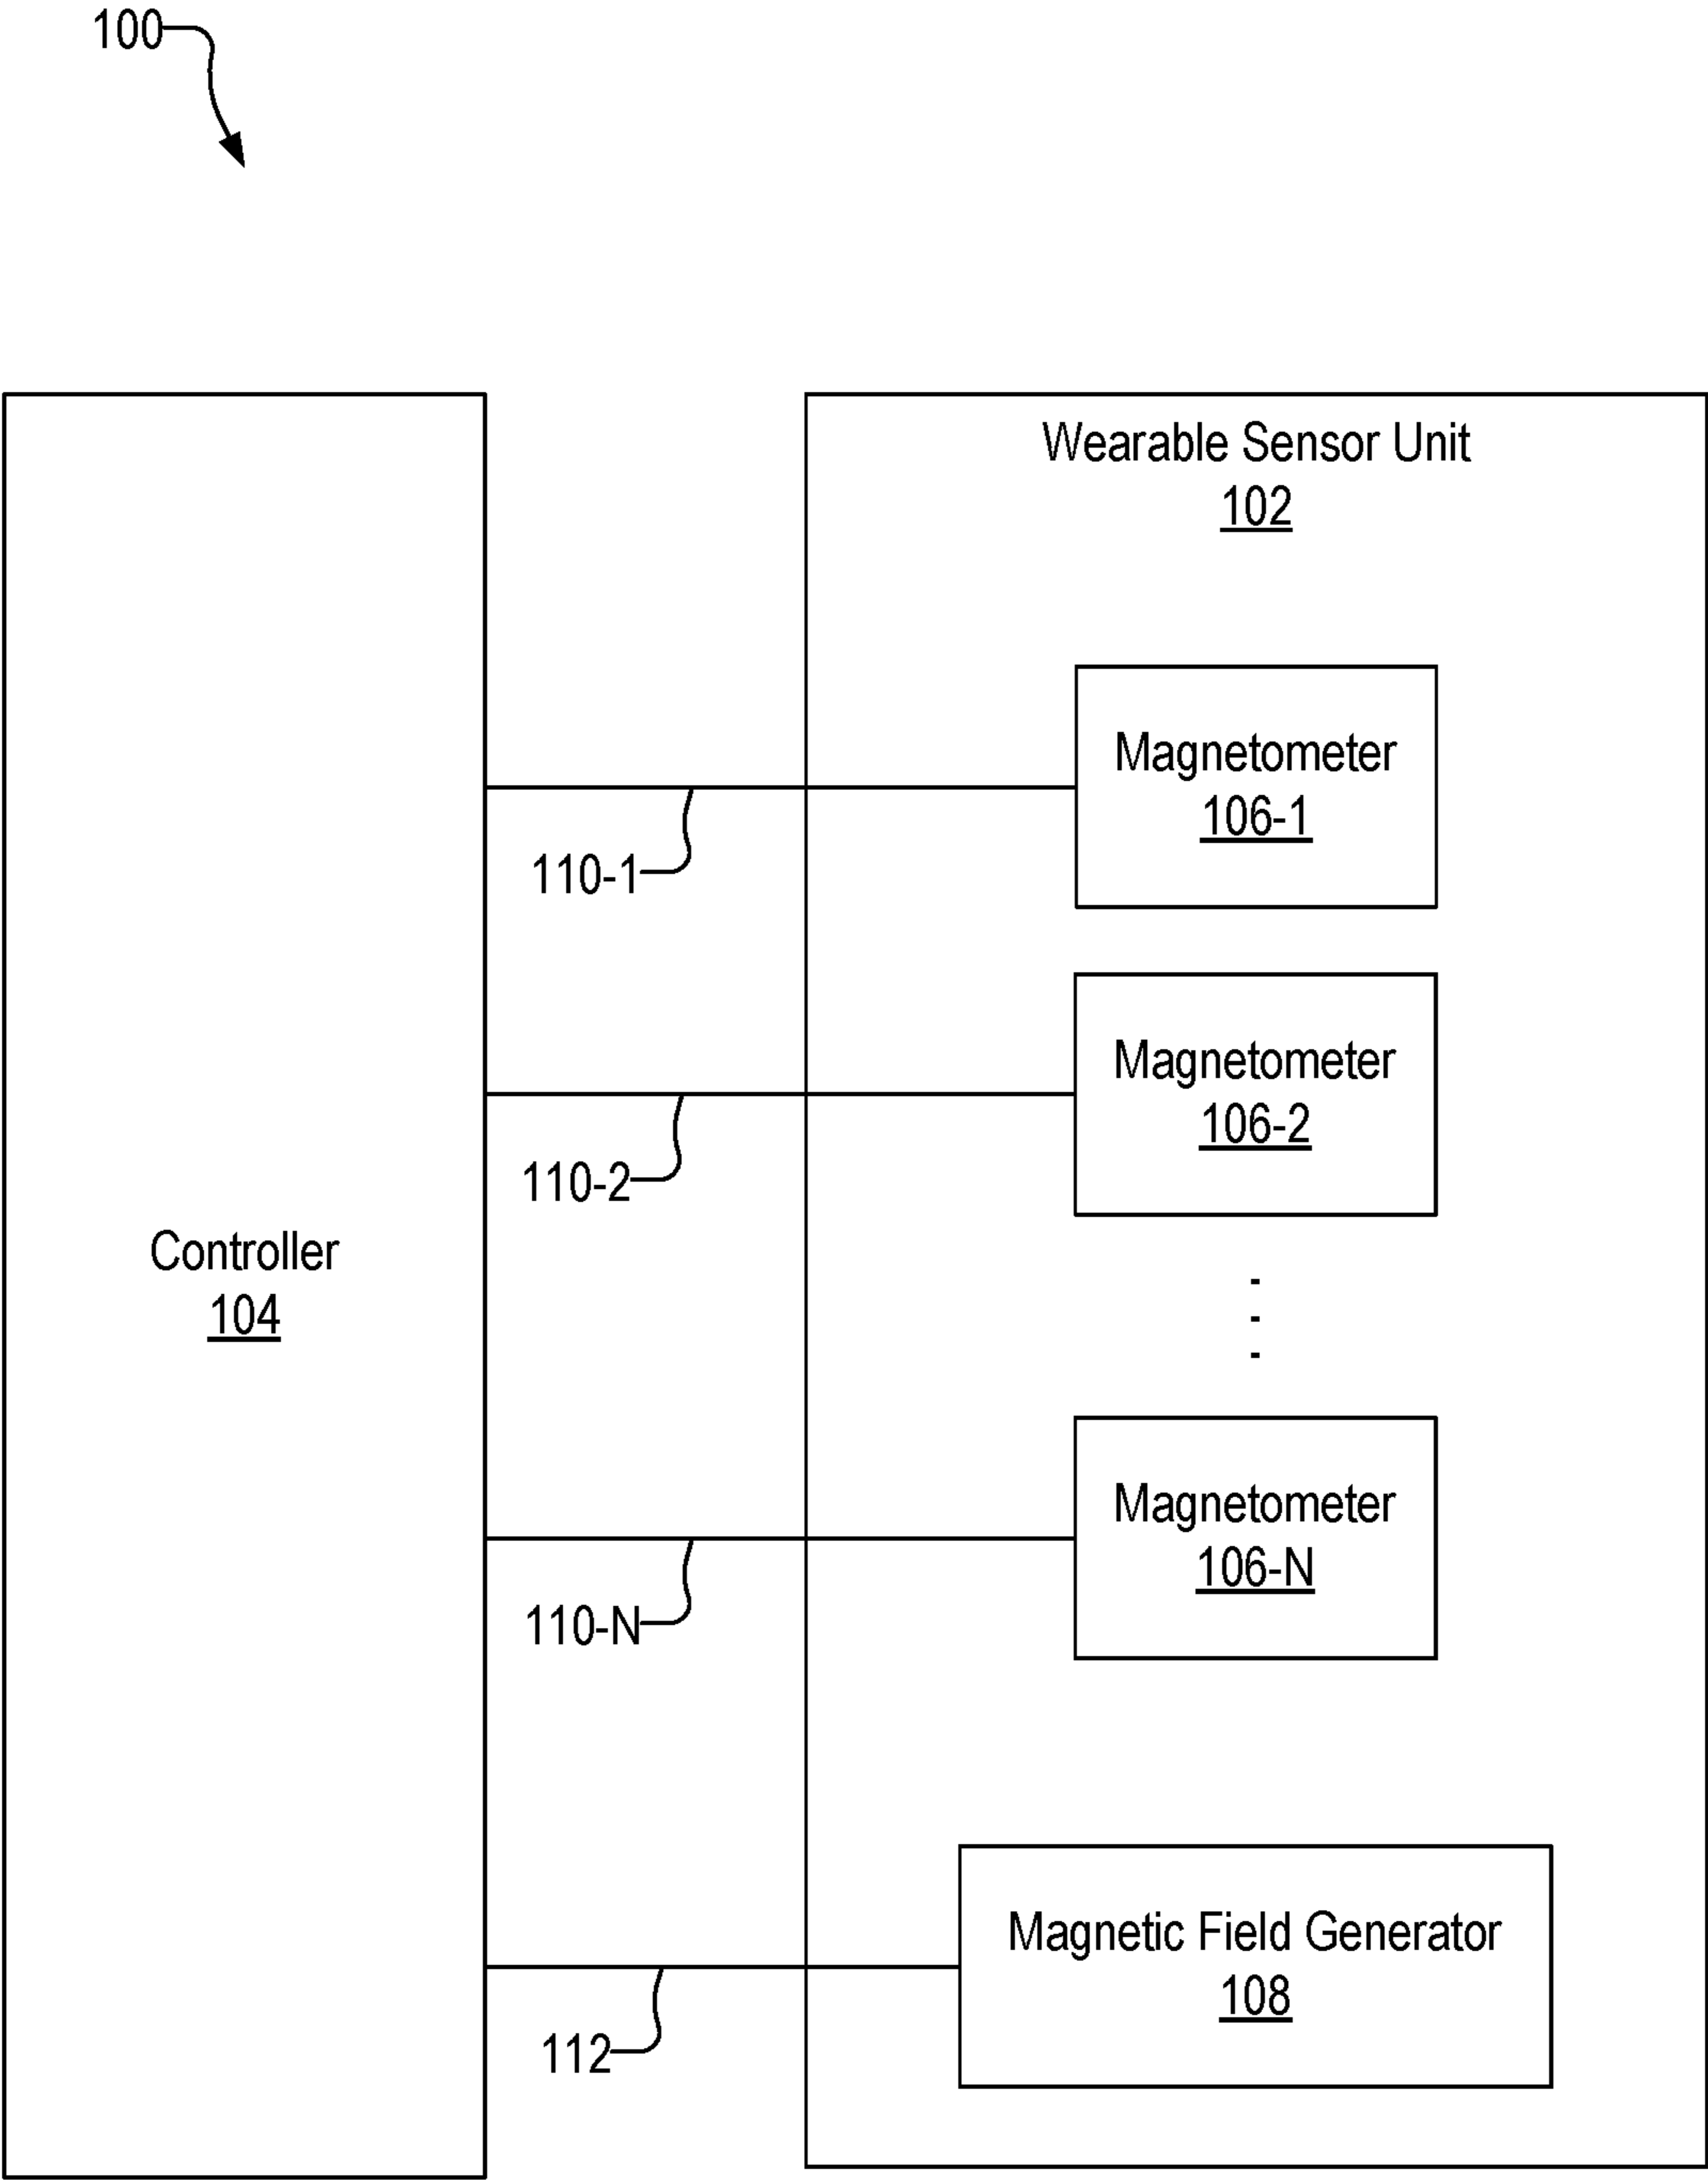 100
Wearable Sensor Unit
102
Magnetometer
106-1
110-1
Magnetometer
106-2
110-2
Controller
104
Magnetometer
106-N
110-N
Magnetic Field Generator
108
112